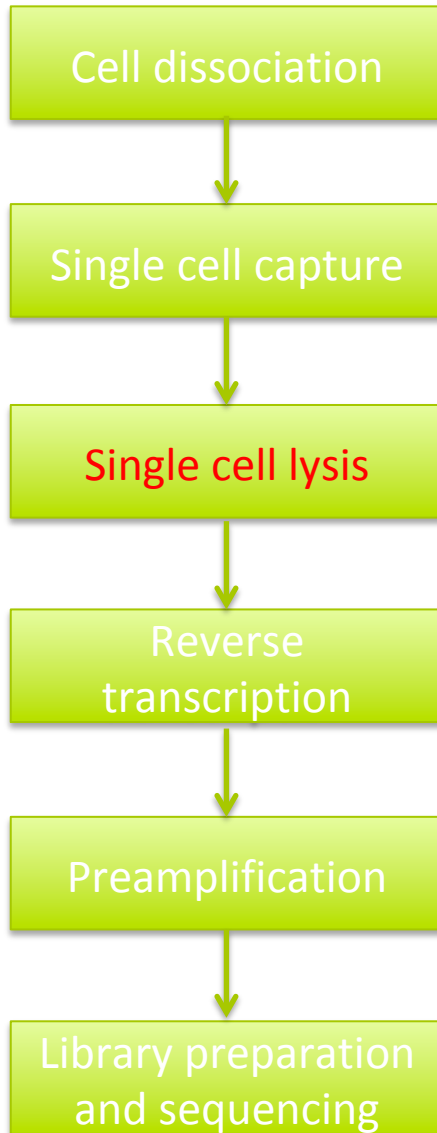 Cell dissociation
Single cell capture
Single cell lysis
Reverse
transcription
Preamplification
Library preparation
and sequencing